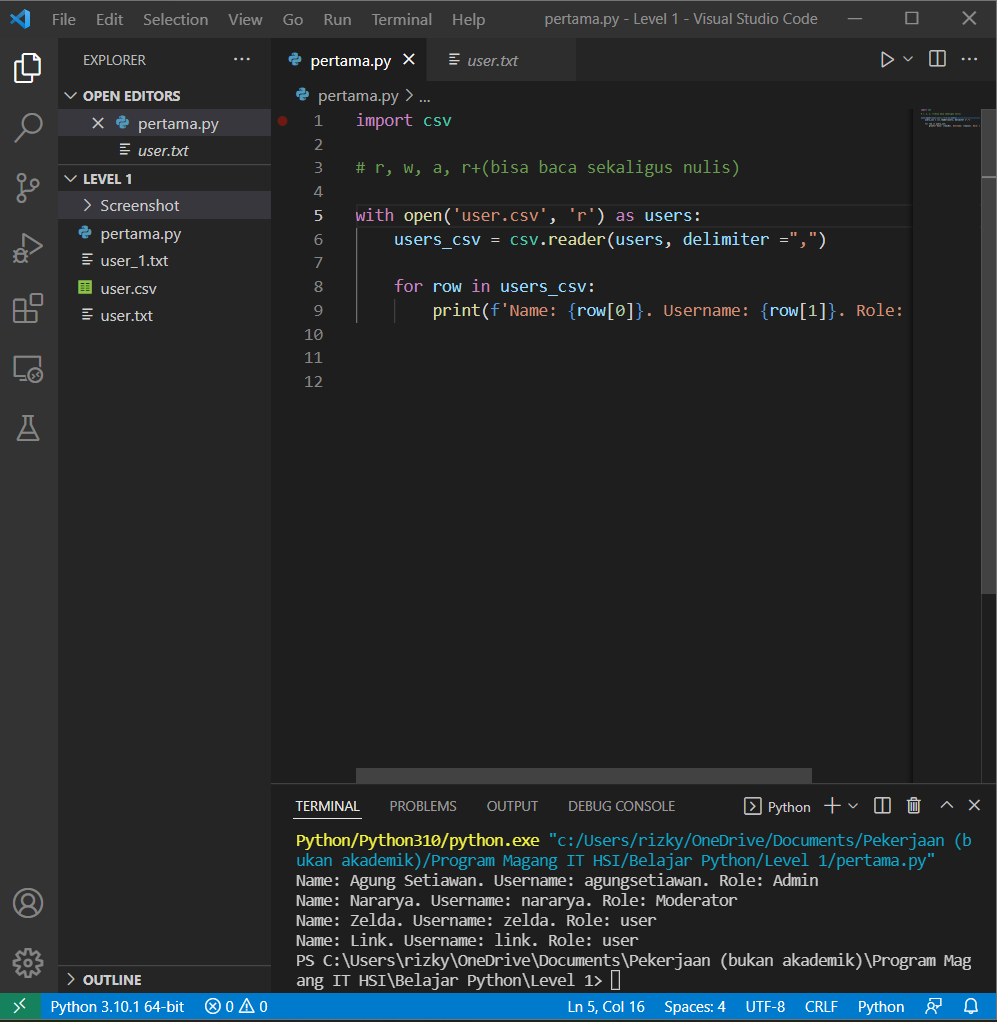 File Edit Selection View Go Run Terminal Help pertama.py - Level 1 - Visual Studio Code
EXPLORER
OPEN EDITORS
pertama.py
user.txt
LEVEL 1
Screenshot
pertama.py
user_1.txt
user.csv
user.txt
OUTLINE
pertama.py user.txt
pertama.py > ...
1 import csv
2
3 # r, w, a, r+(bisa baca sekaligus nulis)
4
5 with open('user.csv', 'r') as users:
6 users_csv = csv.reader(users, delimiter =",")
7
8 for row in users_csv:
9 print(f'Name: {row[0]}. Username: {row[1]}. Role:
10
11
12
TERMINAL PROBLEMS OUTPUT DEBUG CONSOLE Python
Python/Python310/python.exe "c:/Users/rizky/OneDrive/Documents/Pekerjaan (b
ukan akademik)/Program Magang IT HSI/Belajar Python/Level 1/pertama.py"
Name: Agung Setiawan. Username: agungsetiawan. Role: Admin
Name: Nararya. Username: nararya. Role: Moderator
Name: Zelda. Username: zelda. Role: user
Name: Link. Username: link. Role: user
PS C:\Users\rizky\OneDrive\Documents\Pekerjaan (bukan akademik)\Program Mag
ang IT HSI\Belajar Python\Level 1>
Python 3.10.1 64-bit 0 0 Ln 5, Col 16 Spaces: 4 UTF-8 CRLF Python